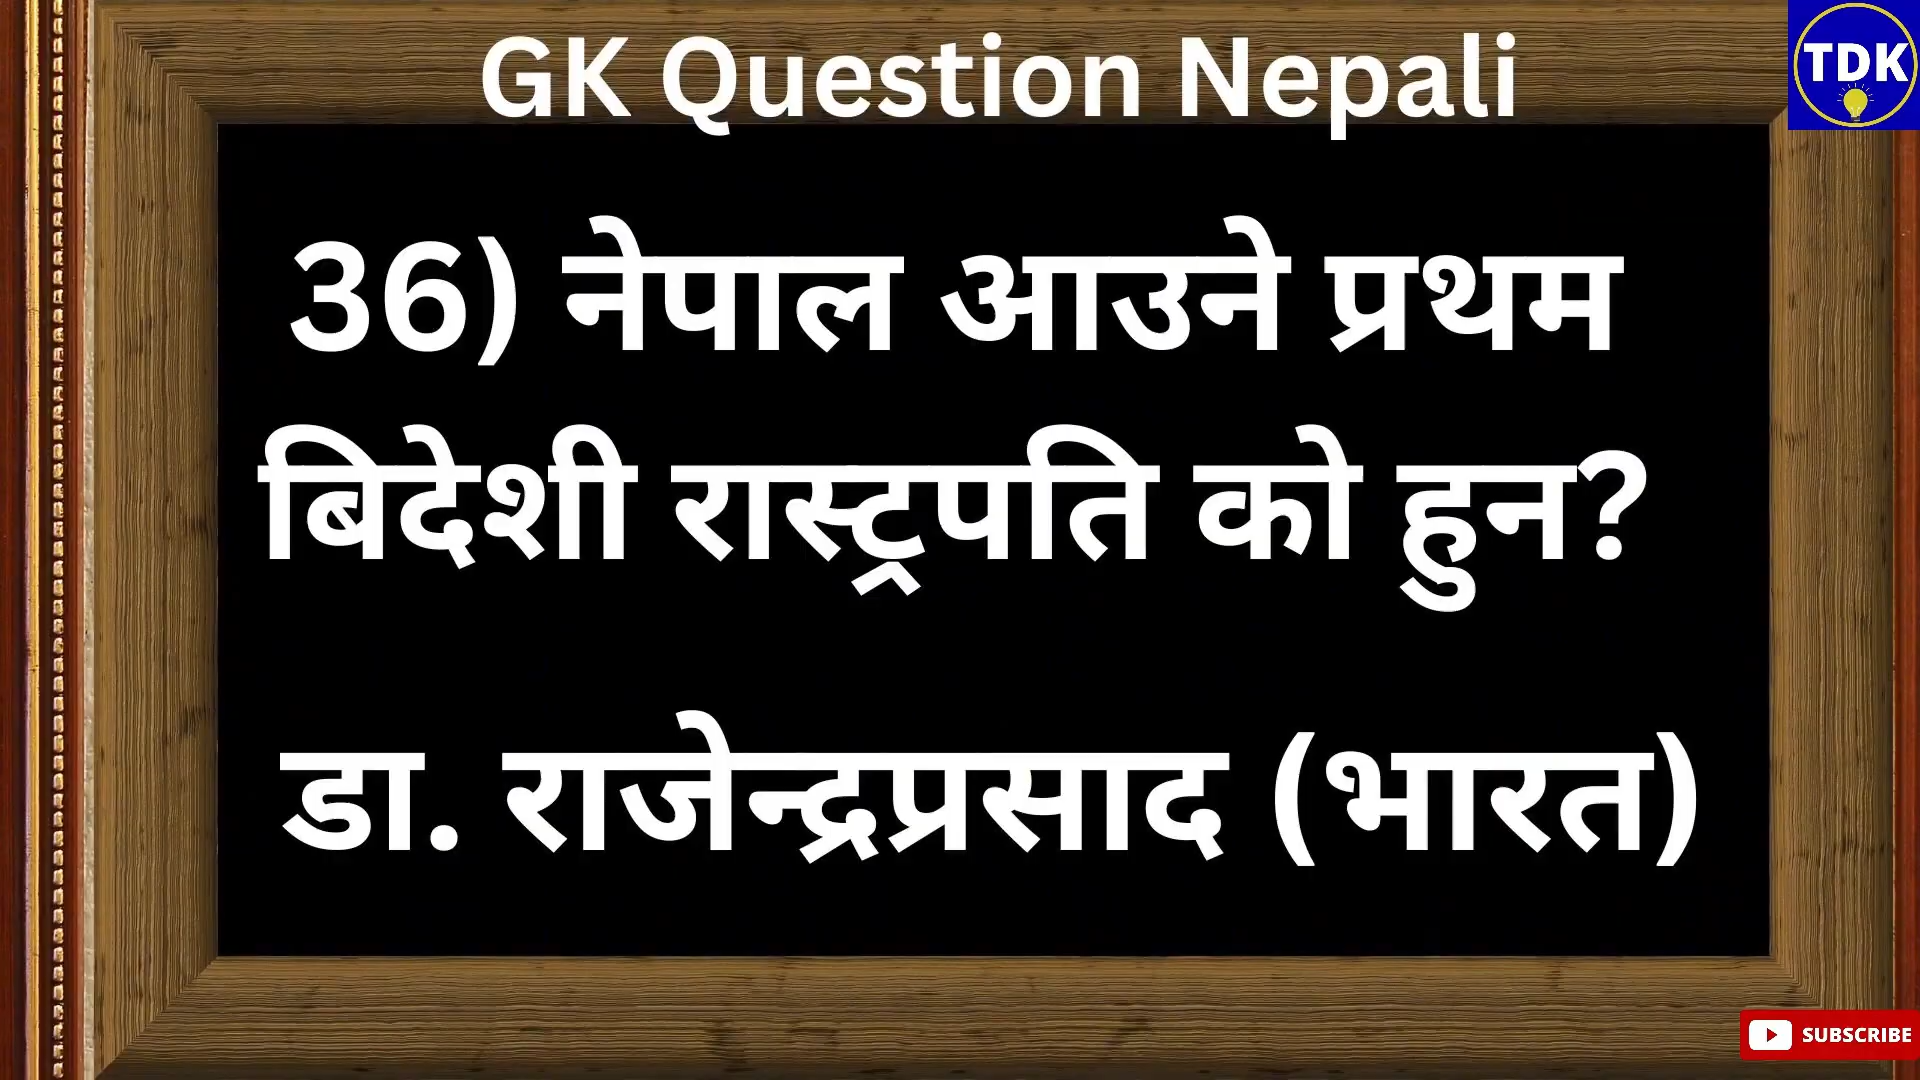 GK Question Nepali
TDK
36) नेपाल आउने प्रथम
बिदेशी रास्ट्रपति को हुन?
डा. राजेन्द्रप्रसाद (भारत)
SUBSCRIBE